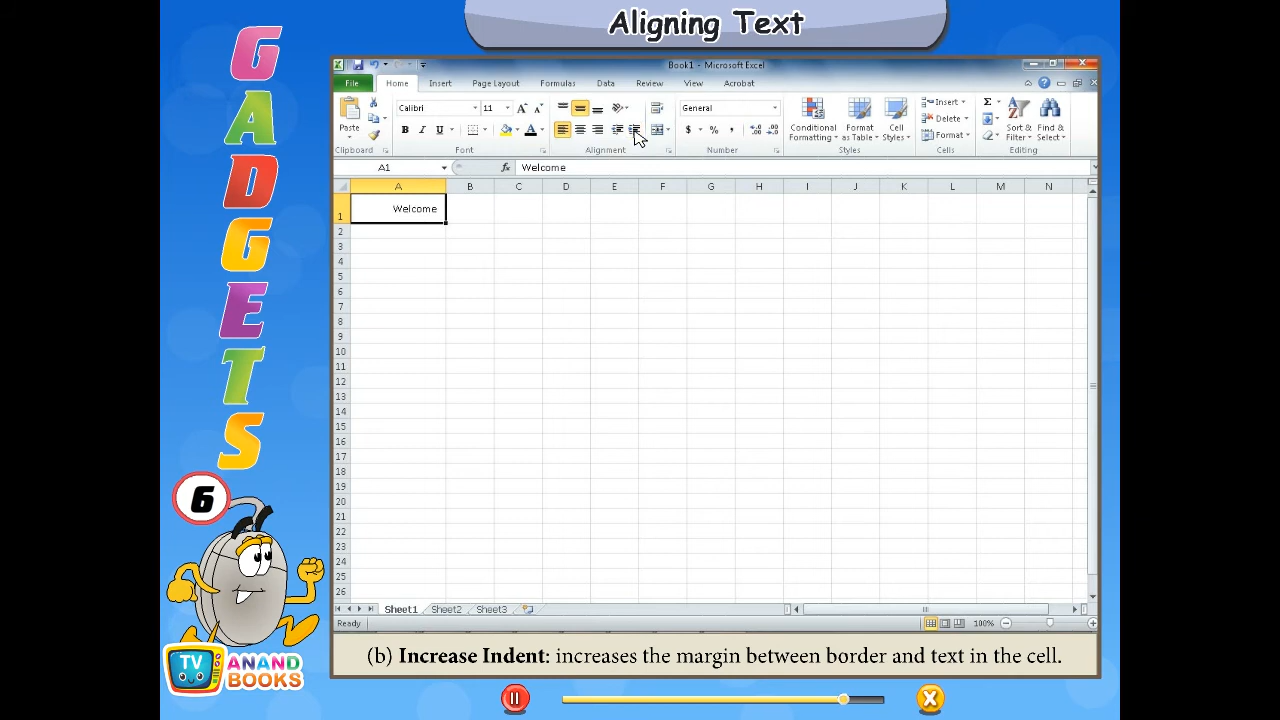 Aligning Text
GADGETS
6
TV
ANAND
BOOKS
Book1 - Microsoft Excel
File Home Insert Page Layout Formulas Data Review View Acrobat
Calibri 11 General
Paste
B I U A $ % ,
Conditional Formatting Format as Table Cell Styles
Insert
Delete
Format
Σ
Sort & Filter Find & Select
Clipboard Font Alignment Number Styles Cells Editing
A1 fx Welcome
A B C D E F G H I J K L M N
1 Welcome
2
3
4
5
6
7
8
9
10
11
12
13
14
15
16
17
18
19
20
21
22
23
24
25
26
Sheet1 Sheet2 Sheet3
Ready 100%
(b) Increase Indent: increases the margin between border and text in the cell.